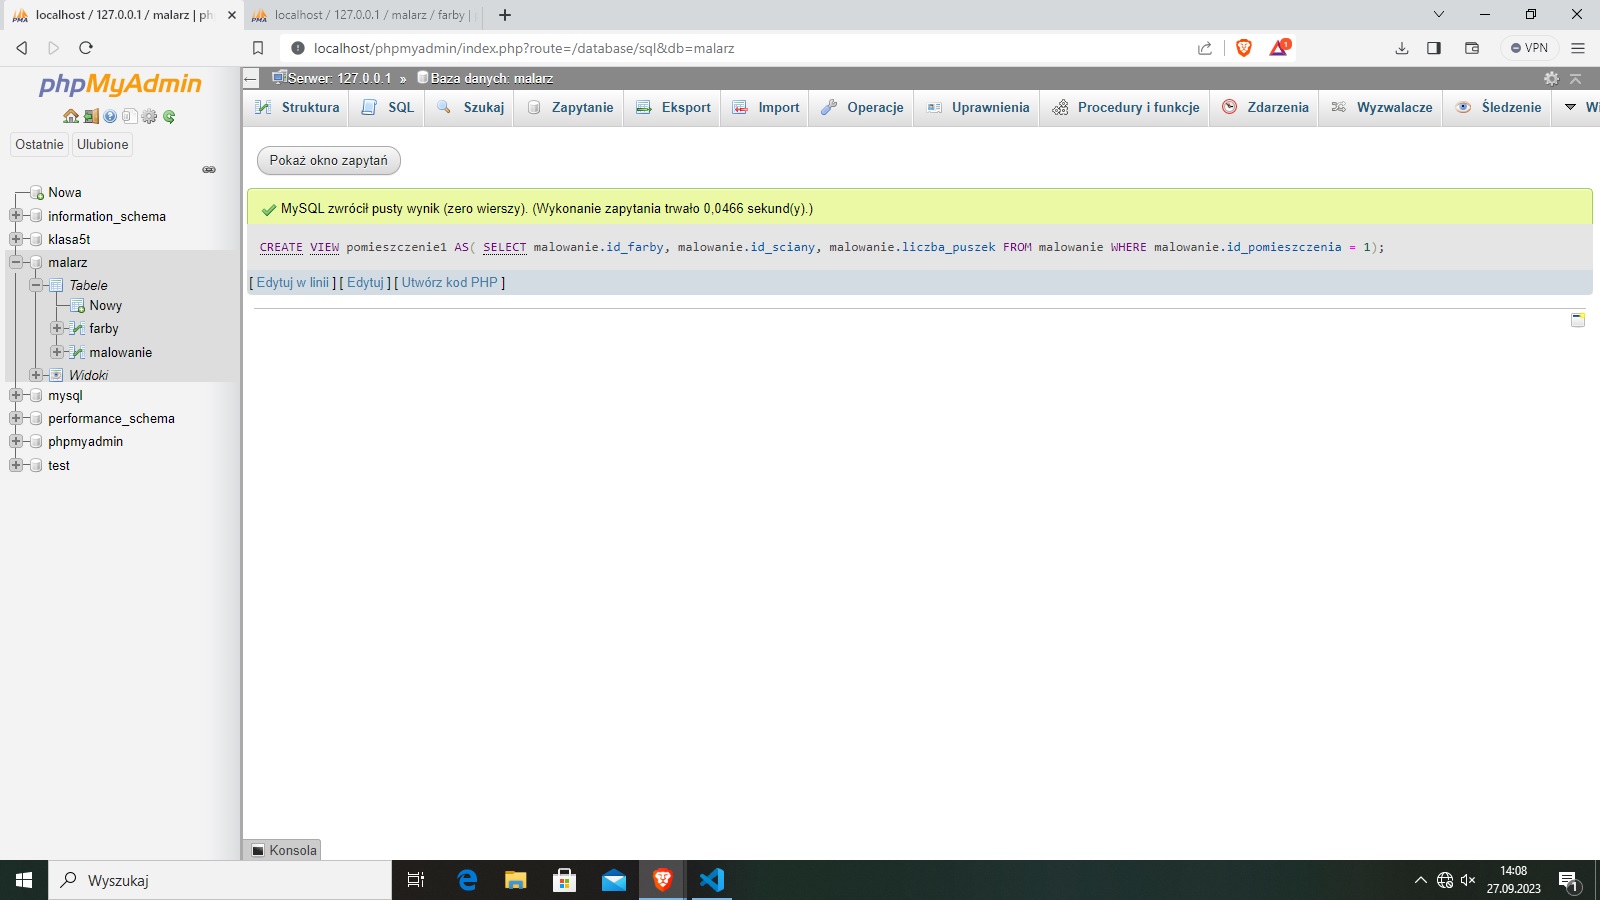 localhost / 127.0.0.1 / malarz | ph
localhost / 127.0.0.1 / malarz / farby |
localhost/phpmyadmin/index.php?route=/database/sql&db=malarz
1
VPN
phpMyAdmin
Ostatnie
Ulubione
Nowa
information_schema
klasa5t
malarz
Tabele
Nowy
farby
malowanie
Widoki
mysql
performance_schema
phpmyadmin
test
Serwer: 127.0.0.1 » Baza danych: malarz
Struktura
SQL
Szukaj
Zapytanie
Eksport
Import
Operacje
Uprawnienia
Procedury i funkcje
Zdarzenia
Wyzwalacze
Śledzenie
Wi
Pokaż okno zapytań
MySQL zwrócił pusty wynik (zero wierszy). (Wykonanie zapytania trwało 0,0466 sekund(y).)
CREATE VIEW pomieszczenie1 AS( SELECT malowanie.id_farby, malowanie.id_sciany, malowanie.liczba_puszek FROM malowanie WHERE malowanie.id_pomieszczenia = 1);
[ Edytuj w linii ] [ Edytuj ] [ Utwórz kod PHP ]
Konsola
Wyszukaj
14:08
27.09.2023
1